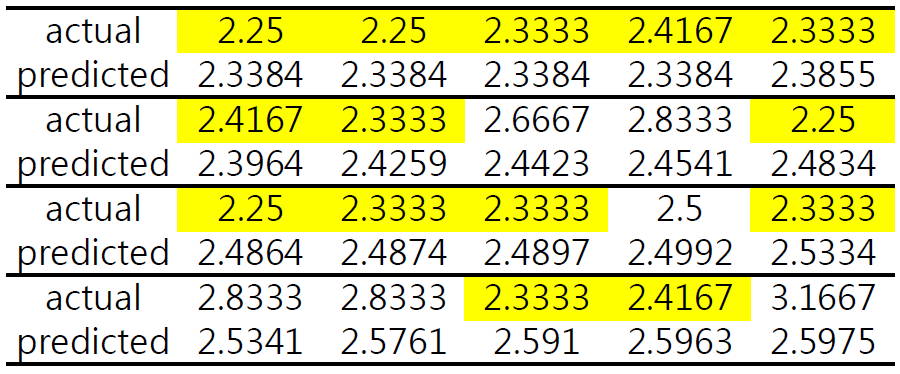 actual 2.25 2.25 2.3333 2.4167 2.3333
predicted 2.3384 2.3384 2.3384 2.3384 2.3855
actual 2.4167 2.3333 2.6667 2.8333 2.25
predicted 2.3964 2.4259 2.4423 2.4541 2.4834
actual 2.25 2.3333 2.3333 2.5 2.3333
predicted 2.4864 2.4874 2.4897 2.4992 2.5334
actual 2.8333 2.8333 2.3333 2.4167 3.1667
predicted 2.5341 2.5761 2.591 2.5963 2.5975